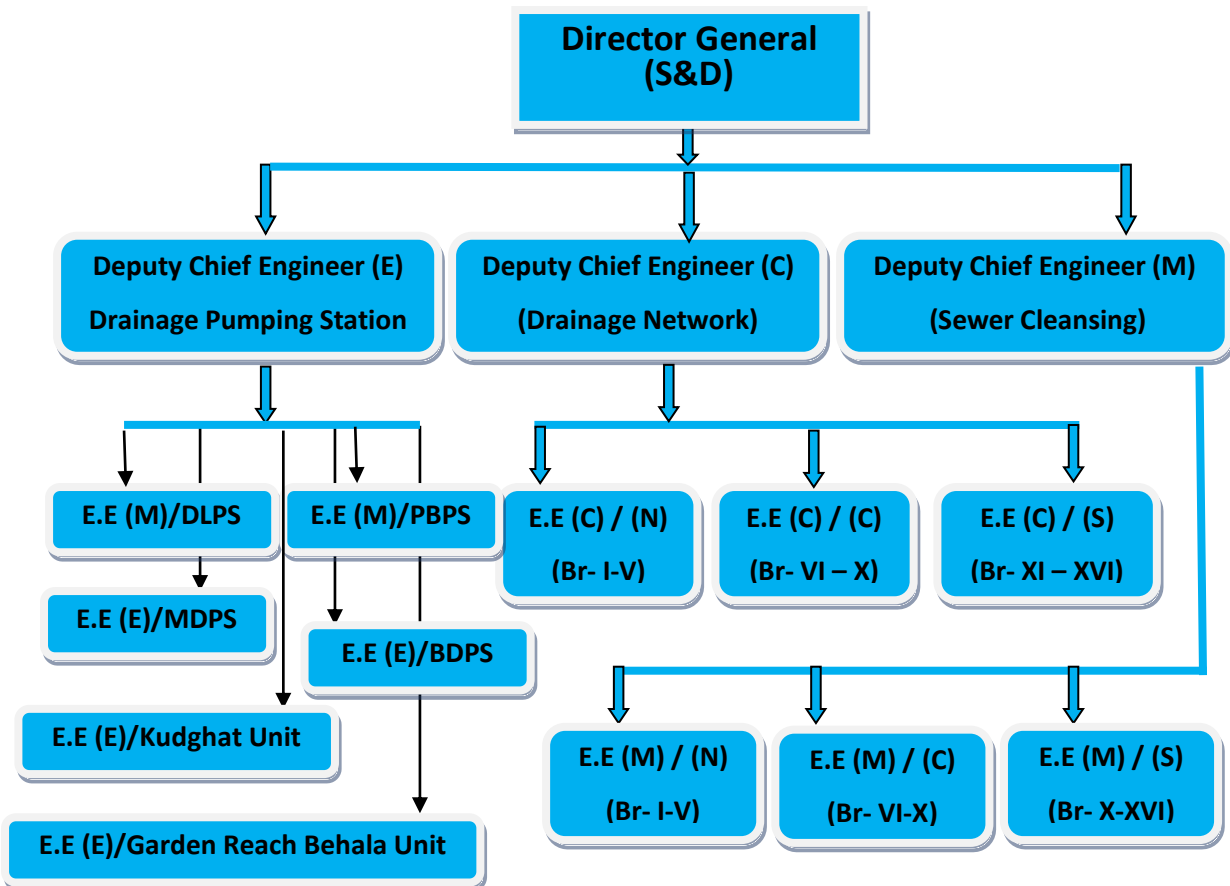 Director General
(S&D)
Deputy Chief Engineer (E)
Drainage Pumping Station
Deputy Chief Engineer (C)
(Drainage Network)
Deputy Chief Engineer (M)
(Sewer Cleansing)
E.E (M)/DLPS
E.E (M)/PBPS
E.E (E)/MDPS
E.E (E)/BDPS
E.E (E)/Kudghat Unit
E.E (E)/Garden Reach Behala Unit
E.E (C) / (N)
(Br- I-V)
E.E (C) / (C)
(Br- VI – X)
E.E (C) / (S)
(Br- XI – XVI)
E.E (M) / (N)
(Br- I-V)
E.E (M) / (C)
(Br- VI-X)
E.E (M) / (S)
(Br- X-XVI)